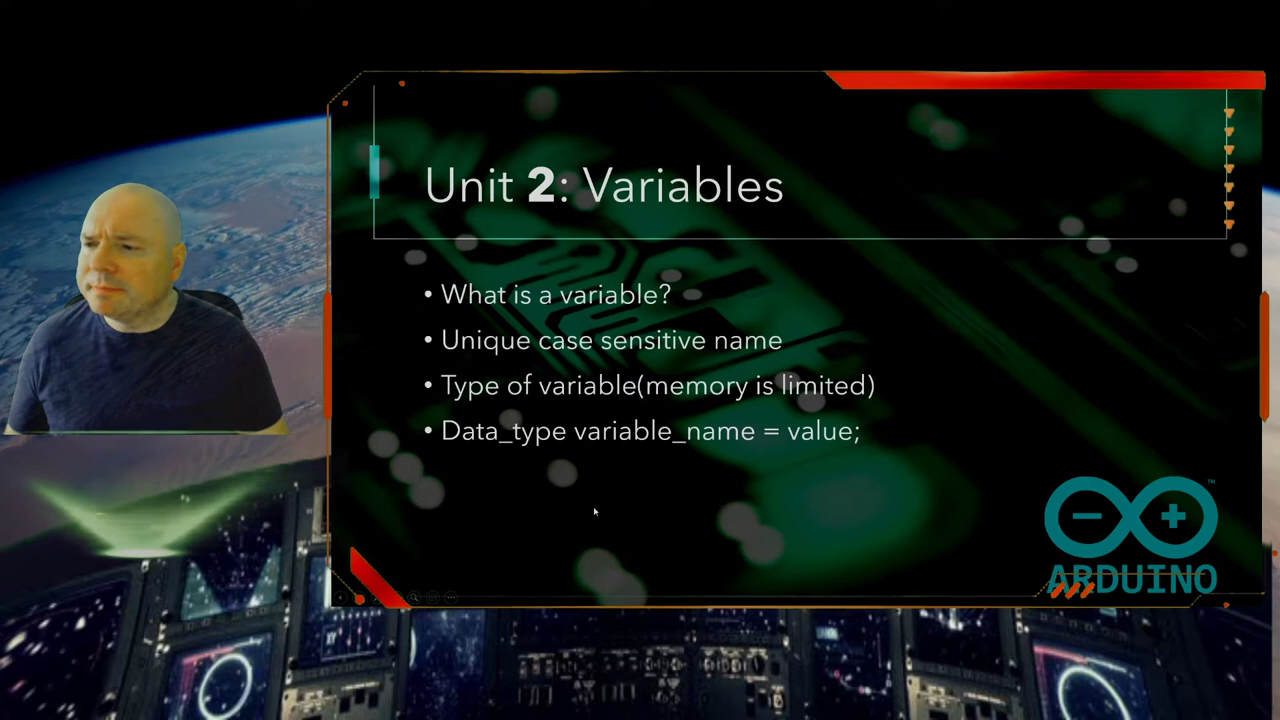 Unit 2: Variables
• What is a variable?
• Unique case sensitive name
• Type of variable(memory is limited)
• Data_type variable_name = value;
™
ARDUINO